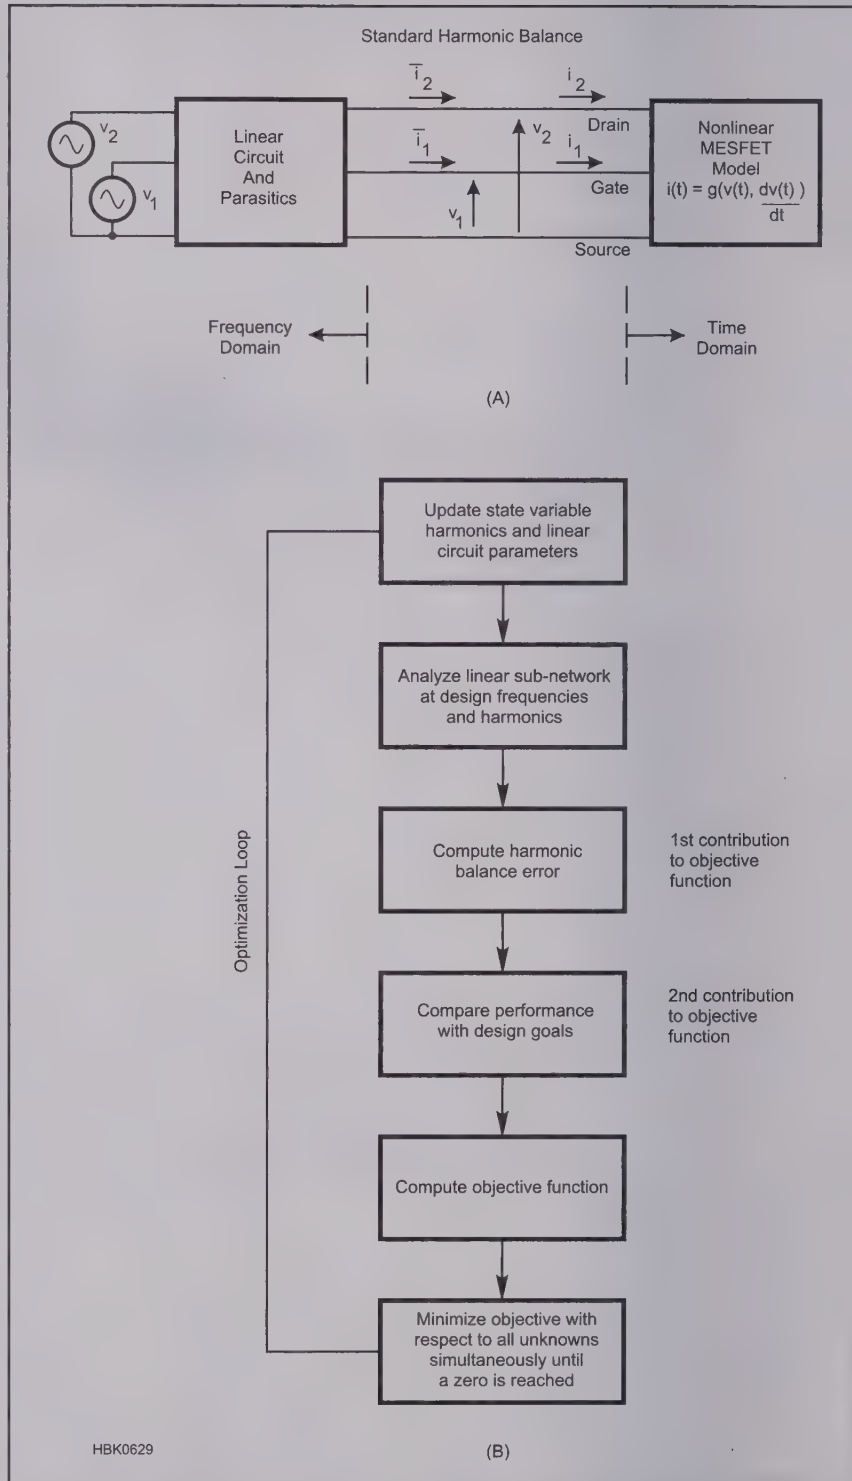 Standard Harmonic Balance
i̅2
i2
v2
Linear
Circuit
And
Parasitics
i̅1
v2
i1
Drain
Nonlinear
MESFET
Model
i(t) = g(v(t), dv(t) )
dt
v1
v1
Gate
Source
Frequency
Domain
Time
Domain
(A)
Update state variable
harmonics and linear
circuit parameters
Analyze linear sub-network
at design frequencies
and harmonics
Optimization Loop
Compute harmonic
balance error
1st contribution
to objective
function
Compare performance
with design goals
2nd contribution
to objective
function
Compute objective function
Minimize objective with
respect to all unknowns
simultaneously until
a zero is reached
HBK0629
(B)